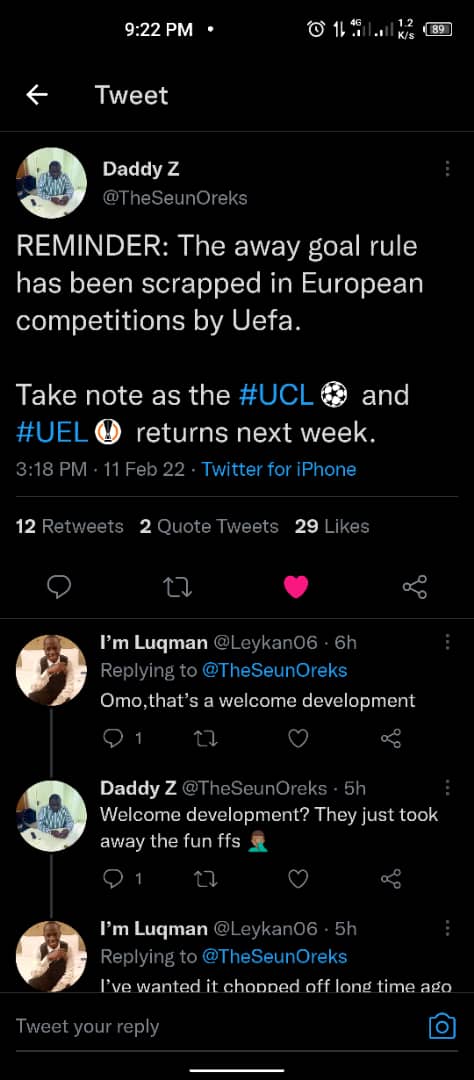 9:22 PM •
4G 1.2 K/s 89
Tweet
Daddy Z
@TheSeunOreks
REMINDER: The away goal rule
has been scrapped in European
competitions by Uefa.
Take note as the #UCL⚽ and
#UEL returns next week.
3:18 PM · 11 Feb 22 · Twitter for iPhone
12 Retweets 2 Quote Tweets 29 Likes
I'm Luqman @Leykan06 · 6h
Replying to @TheSeunOreks
Omo,that's a welcome development
1
Daddy Z @TheSeunOreks · 5h
Welcome development? They just took
away the fun ffs 🤦🏽‍♂️
1
I'm Luqman @Leykan06 · 5h
Replying to @TheSeunOreks
I've wanted it chopped off long time ago
Tweet your reply